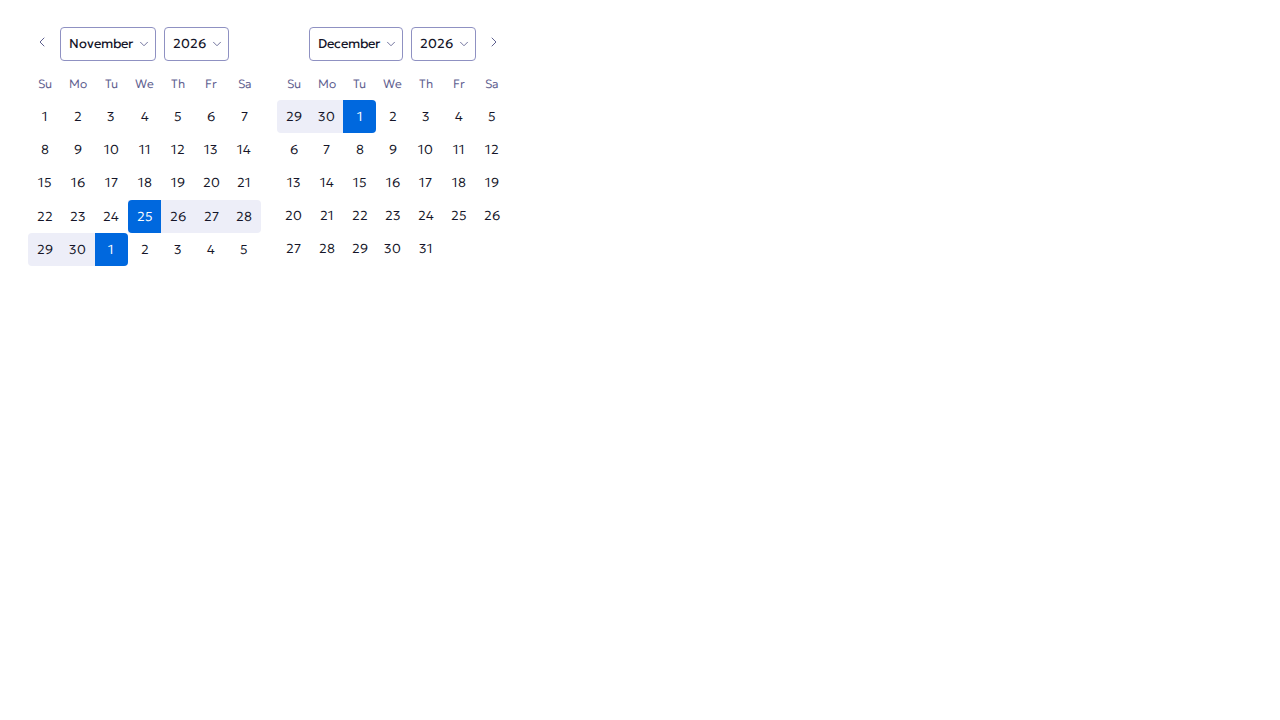 November 2026
Su Mo Tu We Th Fr Sa
1 2 3 4 5 6 7
8 9 10 11 12 13 14
15 16 17 18 19 20 21
22 23 24 25 26 27 28
29 30 1 2 3 4 5
December 2026
Su Mo Tu We Th Fr Sa
29 30 1 2 3 4 5
6 7 8 9 10 11 12
13 14 15 16 17 18 19
20 21 22 23 24 25 26
27 28 29 30 31